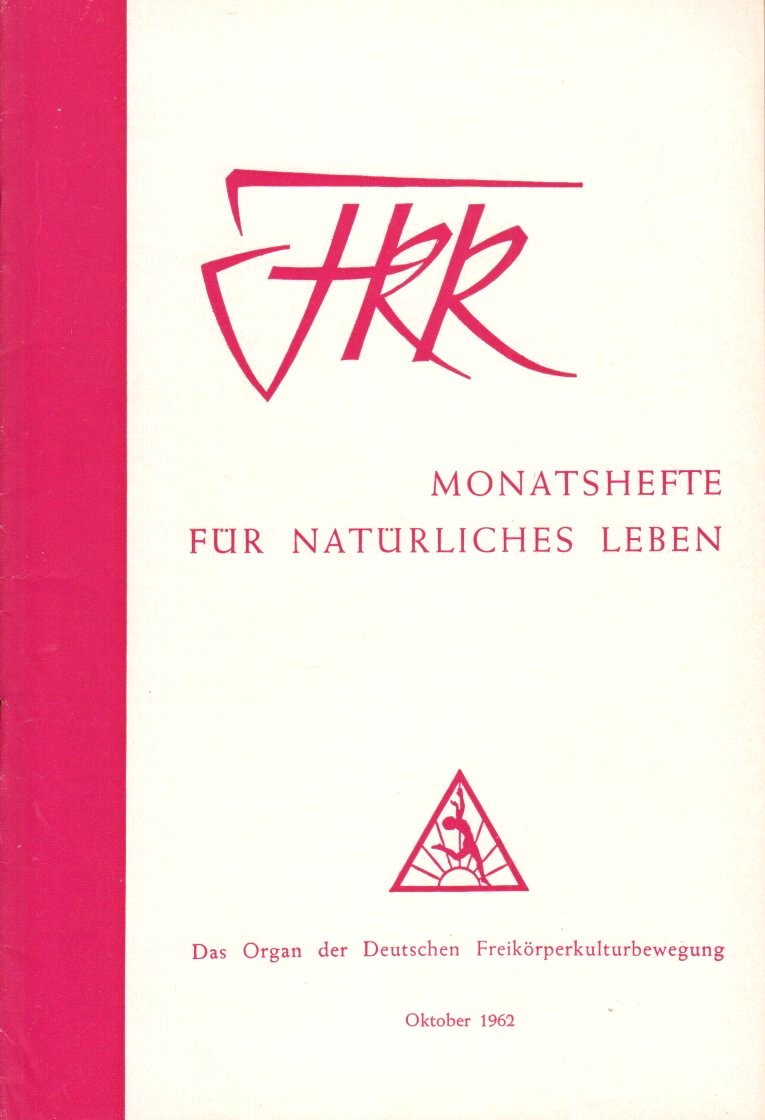 FKK
MONATSHEFTE
FÜR NATÜRLICHES LEBEN
Das Organ der Deutschen Freikörperkulturbewegung
Oktober 1962